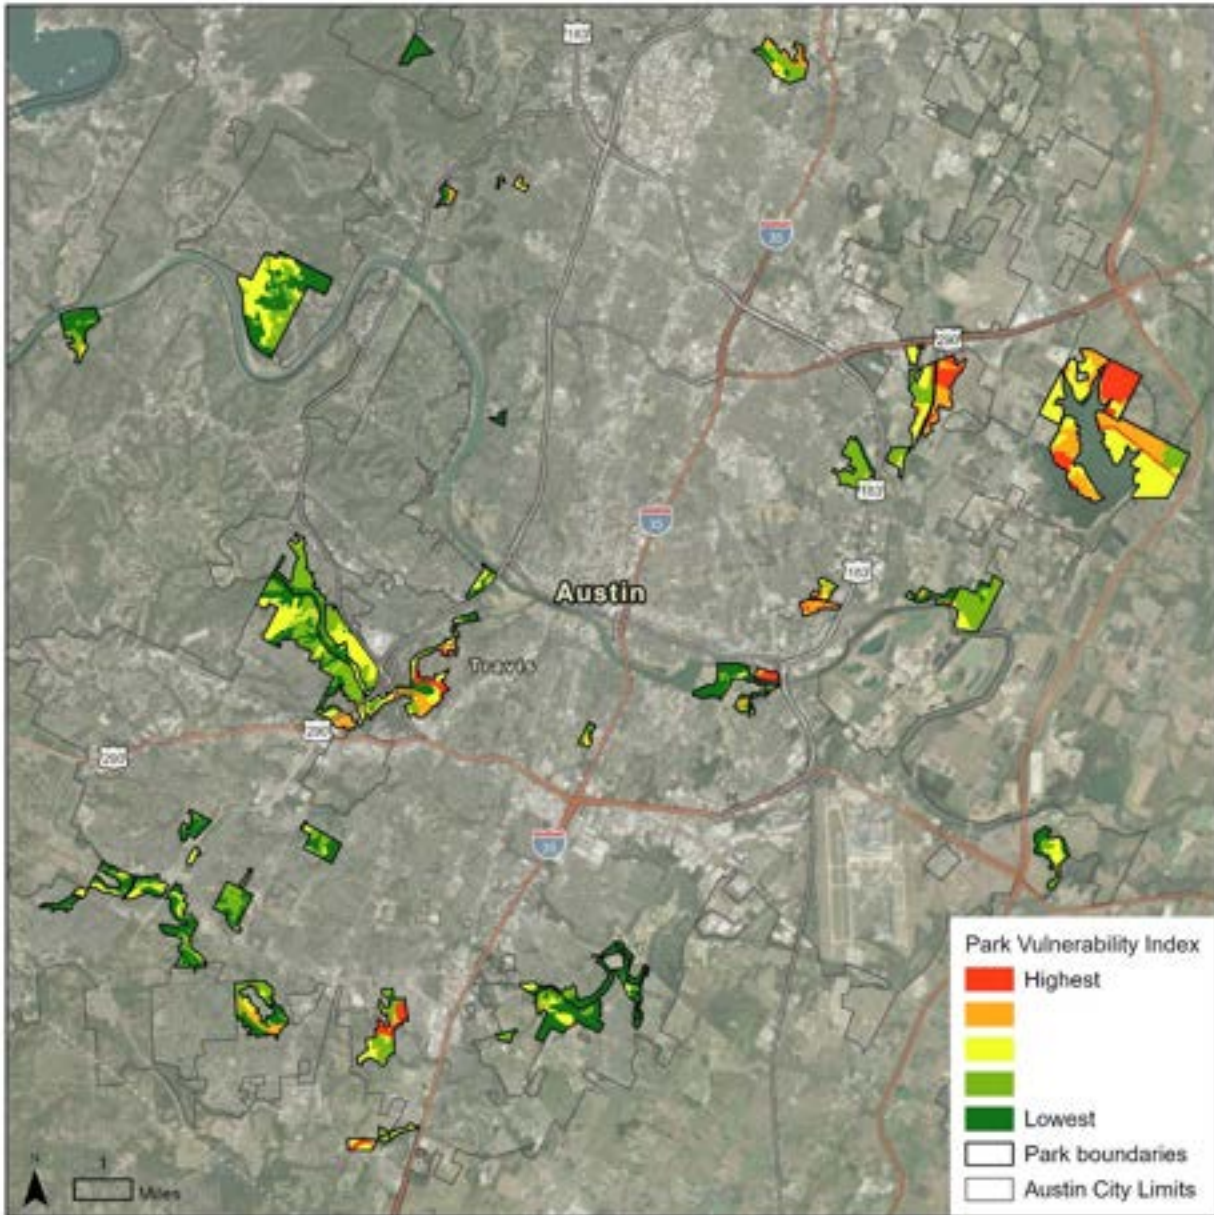 183
35
290
183
35
183
Austin
Travis
290
290
35
Park Vulnerability Index
Highest
Lowest
Park boundaries
Austin City Limits
N
1
Miles